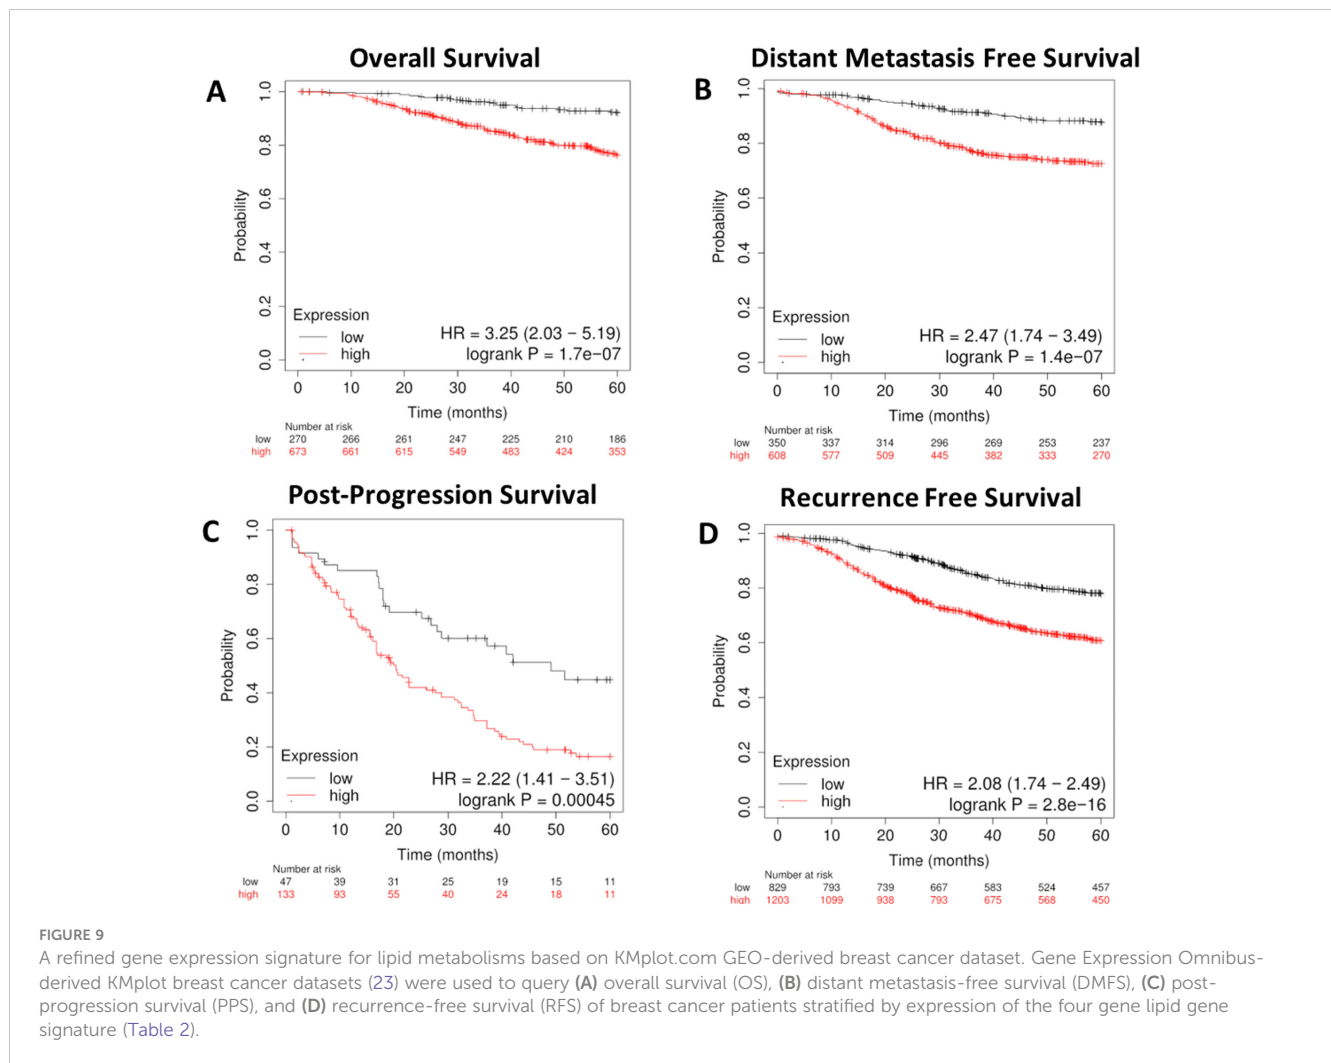 Overall Survival
A
1.0
0.8
0.6
0.4
0.2
0.0
Probability
Expression
low
high
HR = 3.25 (2.03 − 5.19)
logrank P = 1.7e−07
0 10 20 30 40 50 60
Time (months)
Number at risk
low 270 266 261 247 225 210 186
high 673 661 615 549 483 424 353
Distant Metastasis Free Survival
B
1.0
0.8
0.6
0.4
0.2
0.0
Probability
Expression
low
high
HR = 2.47 (1.74 − 3.49)
logrank P = 1.4e−07
0 10 20 30 40 50 60
Time (months)
Number at risk
low 350 337 314 296 269 253 237
high 608 577 509 445 382 333 270
Post-Progression Survival
C
1.0
0.8
0.6
0.4
0.2
0.0
Probability
Expression
low
high
HR = 2.22 (1.41 − 3.51)
logrank P = 0.00045
0 10 20 30 40 50 60
Time (months)
Number at risk
low 47 39 31 25 19 15 11
high 133 93 55 40 24 18 11
Recurrence Free Survival
D
1.0
0.8
0.6
0.4
0.2
0.0
Probability
Expression
low
high
HR = 2.08 (1.74 − 2.49)
logrank P = 2.8e−16
0 10 20 30 40 50 60
Time (months)
Number at risk
low 829 793 739 667 583 524 457
high 1203 1099 938 793 675 568 450
FIGURE 9
A refined gene expression signature for lipid metabolisms based on KMplot.com GEO-derived breast cancer dataset. Gene Expression Omnibus-
derived KMplot breast cancer datasets (23) were used to query (A) overall survival (OS), (B) distant metastasis-free survival (DMFS), (C) post-
progression survival (PPS), and (D) recurrence-free survival (RFS) of breast cancer patients stratified by expression of the four gene lipid gene
signature (Table 2).